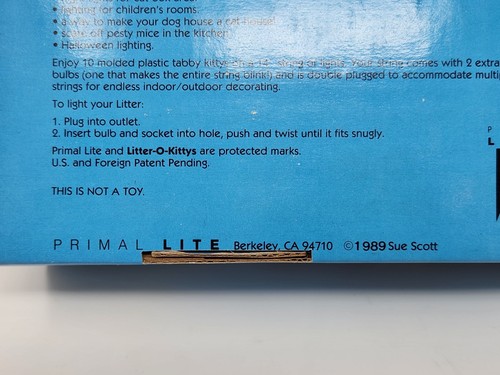 • lighting for children's rooms.
• a way to make your dog house a cat house!
• scare off pesty mice in the kitchen
• Halloween lighting.
Enjoy 10 molded plastic tabby kitty on a 14' string of lights. Your string comes with 2 extra
bulbs (one that makes the entire string blink) and is double plugged to accommodate
strings for endless indoor/outdoor decorating.
To light your Litter:
1. Plug into outlet.
2. Insert bulb and socket into hole, push and twist until it fits snugly.
Primal Lite and Litter-O-Kittys are protected marks.
U.S. and Foreign Patent Pending.
THIS IS NOT A TOY.
PRIMAL LITE Berkeley, CA 94710 ©1989 Sue Scott